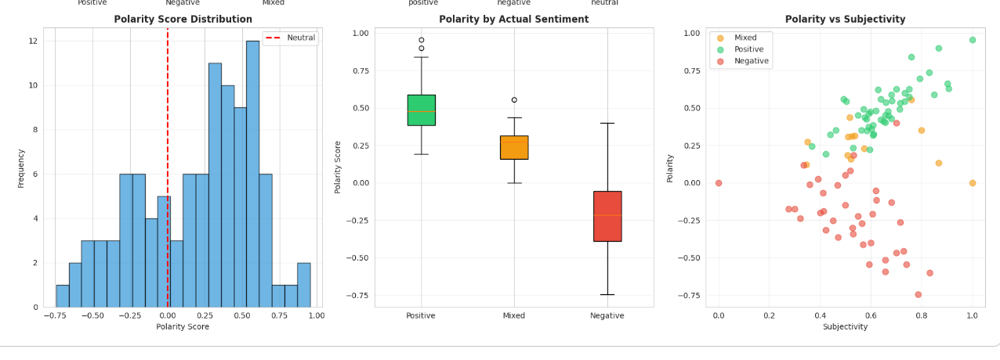 Positive Negative Mixed
positive negative neutral
Polarity Score Distribution
Neutral
Frequency
12
10
8
6
4
2
0
−0.75 −0.50 −0.25 0.00 0.25 0.50 0.75 1.00
Polarity Score
Polarity by Actual Sentiment
Polarity Score
1.00
0.75
0.50
0.25
0.00
−0.25
−0.50
−0.75
Positive Mixed Negative
Polarity vs Subjectivity
Mixed
Positive
Negative
Polarity
1.00
0.75
0.50
0.25
0.00
−0.25
−0.50
−0.75
0.0 0.2 0.4 0.6 0.8 1.0
Subjectivity